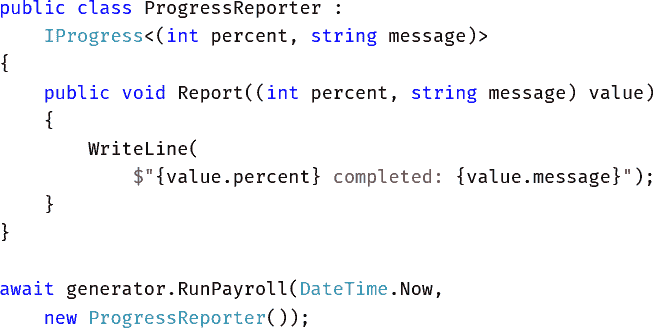 public class ProgressReporter :
    IProgress<(int percent, string message)>
{
    public void Report((int percent, string message) value)
    {
        WriteLine(
            $"{value.percent} completed: {value.message}");
    }
}

await generator.RunPayroll(DateTime.Now,
    new ProgressReporter());